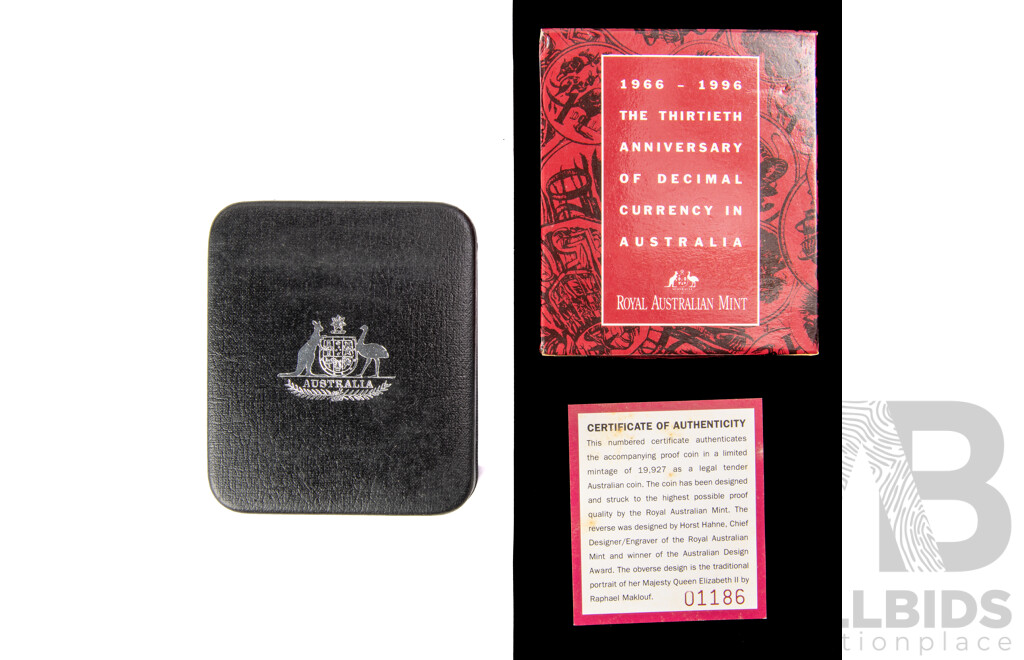 AUSTRALIA
1966 – 1996
THE THIRTIETH
ANNIVERSARY
OF DECIMAL
CURRENCY IN
AUSTRALIA
ROYAL AUSTRALIAN MINT
CERTIFICATE OF AUTHENTICITY
This numbered certificate authenticates
the accompanying proof coin in a limited
mintage of 19,927 as a legal tender
Australian coin. The coin has been designed
and struck to the highest possible proof
quality by the Royal Australian Mint. The
reverse was designed by Horst Hahne, Chief
Designer/Engraver of the Royal Australian
Mint and winner of the Australian Design
Award. The obverse design is the traditional
portrait of her Majesty Queen Elizabeth II by
Raphael Maklouf. 01186
B
LLBIDS
tionplace